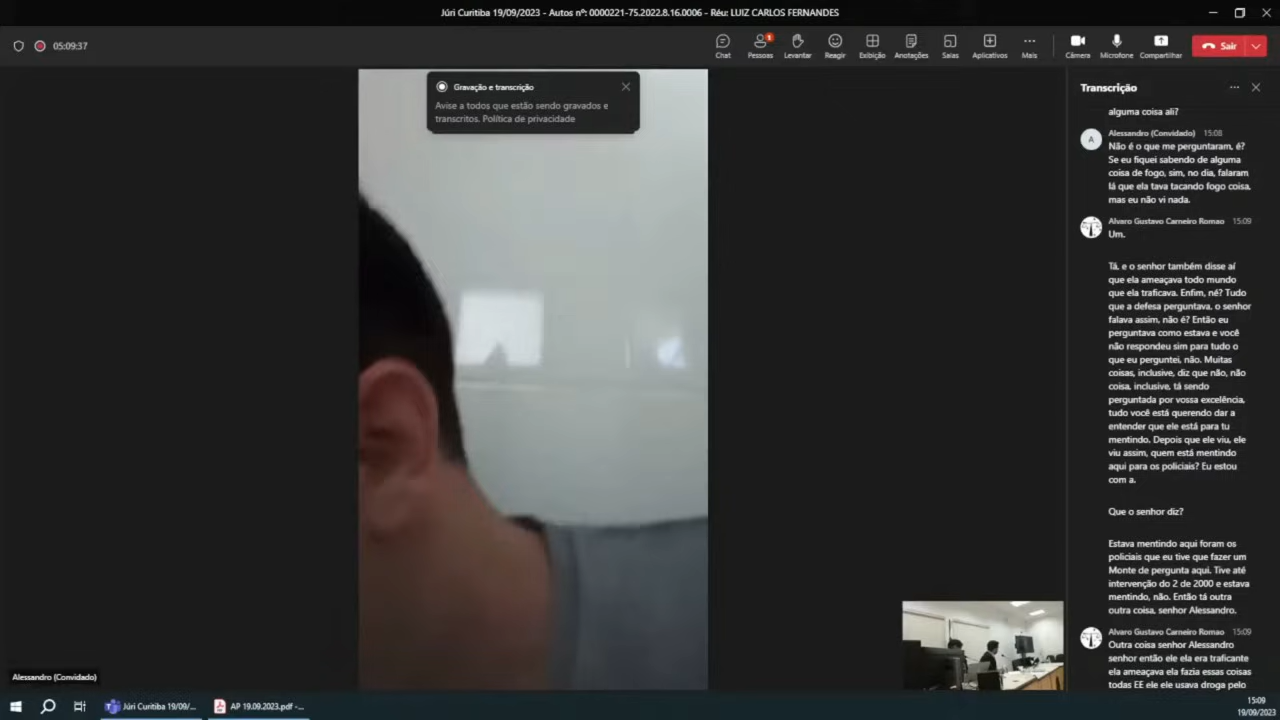 Júri Curitiba 19/09/2023 - Autos nº: 0000221-75.2022.8.16.0006 - Réu: LUIZ CARLOS FERNANDES
05:09:37
Chat
1
Pessoas
Levantar
Reagir
Exibição
Anotações
Salas
Aplicativos
Mais
Câmera
Microfone
Compartilhar
Sair
Gravação e transcrição
Avise a todos que estão sendo gravados e
transcritos. Política de privacidade
Transcrição
alguma coisa ali?
A
Alessandro (Convidado) 15:08
Não é o que me perguntaram, é?
Se eu fiquei sabendo de alguma
coisa de fogo, sim, no dia, falaram
lá que ela tava tacando fogo coisa,
mas eu não vi nada.
Alvaro Gustavo Carneiro Romao 15:09
Um.
Tá, e o senhor também disse aí
que ela ameaçava todo mundo
que ela traficava. Enfim, né? Tudo
que a defesa perguntava, o senhor
falava assim, não é? Então eu
perguntava como estava e você
não respondeu sim para tudo o
que eu perguntei, não. Muitas
coisas, inclusive, diz que não, não
coisa, inclusive, tá sendo
perguntada por vossa excelência,
tudo você está querendo dar a
entender que ele está para tu
mentindo. Depois que ele viu, ele
viu assim, quem está mentindo
aqui para os policiais? Eu estou
com a.
Que o senhor diz?
Estava mentindo aqui foram os
policiais que eu tive que fazer um
Monte de pergunta aqui. Tive até
intervenção do 2 de 2000 e estava
mentindo, não. Então tá outra
outra coisa, senhor Alessandro.
Alvaro Gustavo Carneiro Romao 15:09
Outra coisa senhor Alessandro
senhor então ele ela era traficante
ela ameaçava ela fazia essas coisas
todas EE ele ele usava droga pelo
Alessandro (Convidado)
Júri Curitiba 19/09/...
AP 19.09.2023.pdf -...
15:09
19/09/2023